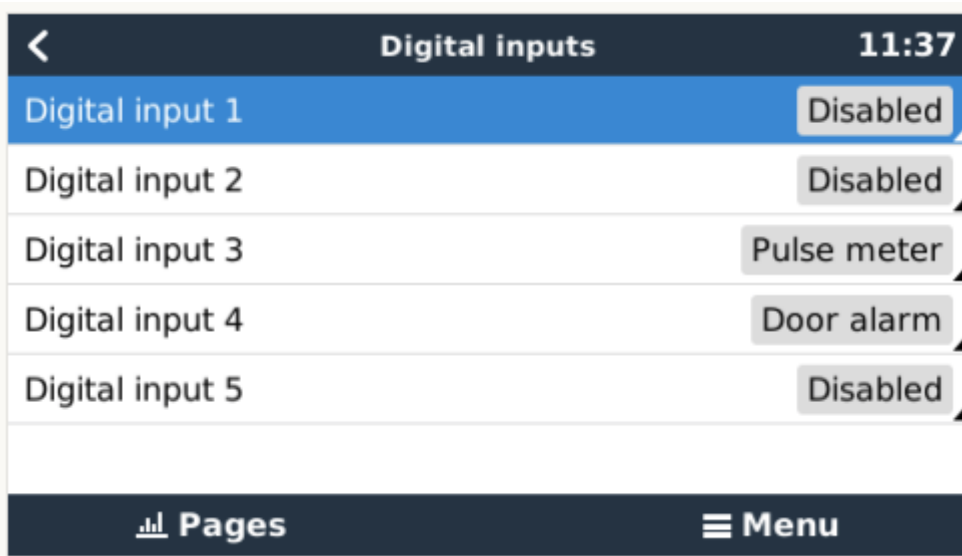 Digital inputs 11:37
Digital input 1 Disabled
Digital input 2 Disabled
Digital input 3 Pulse meter
Digital input 4 Door alarm
Digital input 5 Disabled
Pages Menu